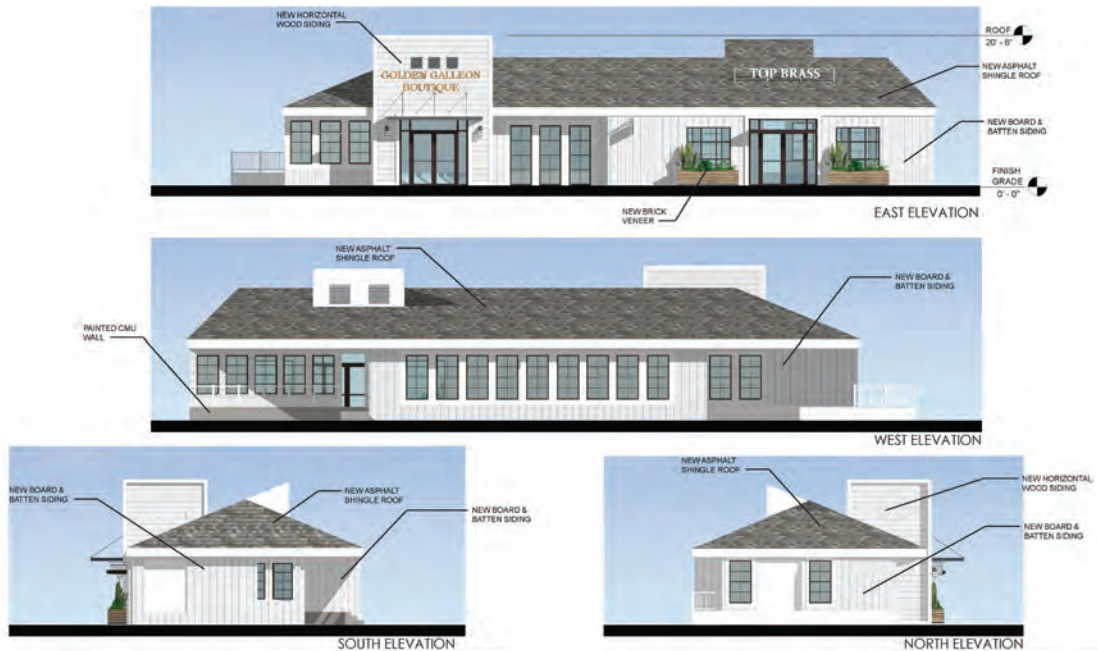 NEW HORIZONTAL
WOOD SIDING
ROOF
20' - 6"
GOLDEN GALLEON
BOUTIQUE
TOP BRASS
NEW ASPHALT
SHINGLE ROOF
NEW BOARD &
BATTEN SIDING
FINISH
GRADE
0' - 0"
NEW BRICK
VENEER
EAST ELEVATION
NEW ASPHALT
SHINGLE ROOF
NEW BOARD &
BATTEN SIDING
PAINTED CMU
WALL
WEST ELEVATION
NEW BOARD &
BATTEN SIDING
NEW ASPHALT
SHINGLE ROOF
NEW BOARD &
BATTEN SIDING
SOUTH ELEVATION
NEW ASPHALT
SHINGLE ROOF
NEW HORIZONTAL
WOOD SIDING
NEW BOARD &
BATTEN SIDING
NORTH ELEVATION